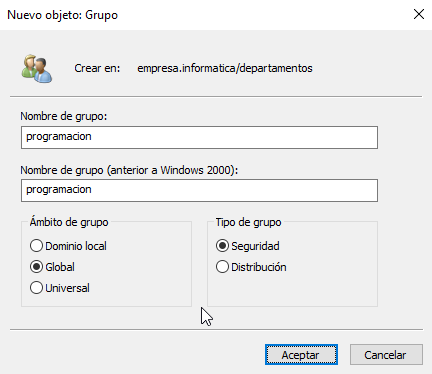 Nuevo objeto: Grupo
Crear en: empresa.informatica/departamentos
Nombre de grupo:
programacion
Nombre de grupo (anterior a Windows 2000):
programacion
Ámbito de grupo
Dominio local
Global
Universal
Tipo de grupo
Seguridad
Distribución
Aceptar
Cancelar